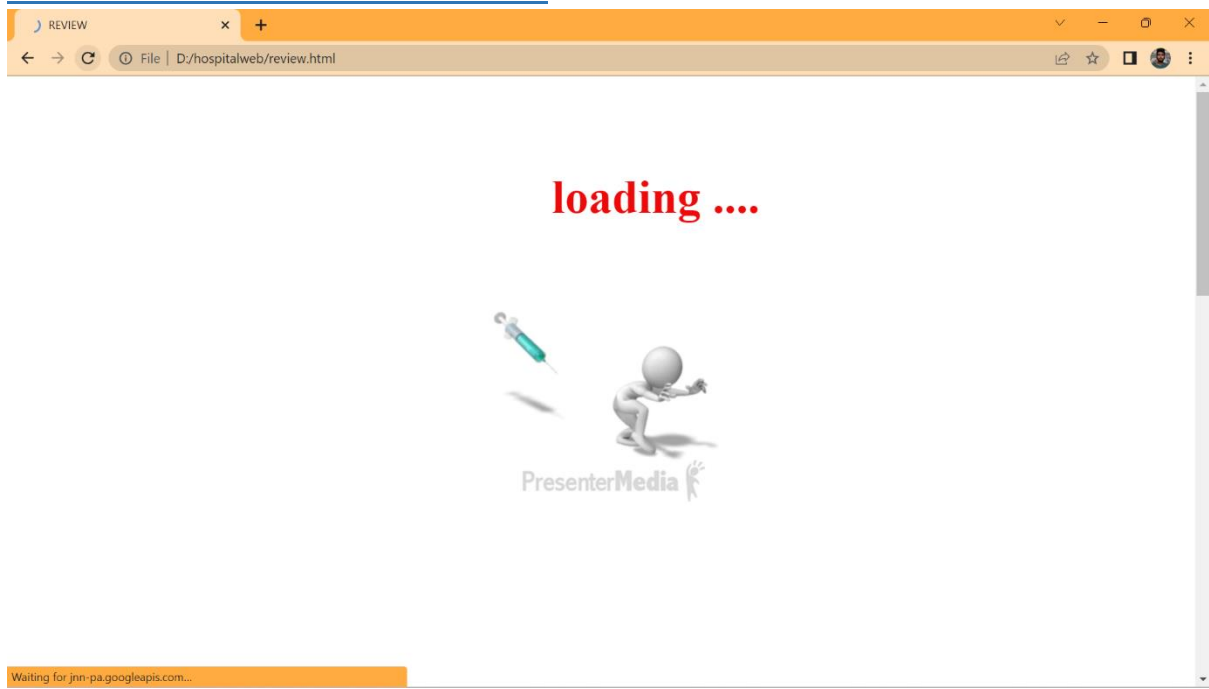 REVIEW
File | D:/hospitalweb/review.html
loading ....
PresenterMedia
Waiting for jnn-pa.googleapis.com...